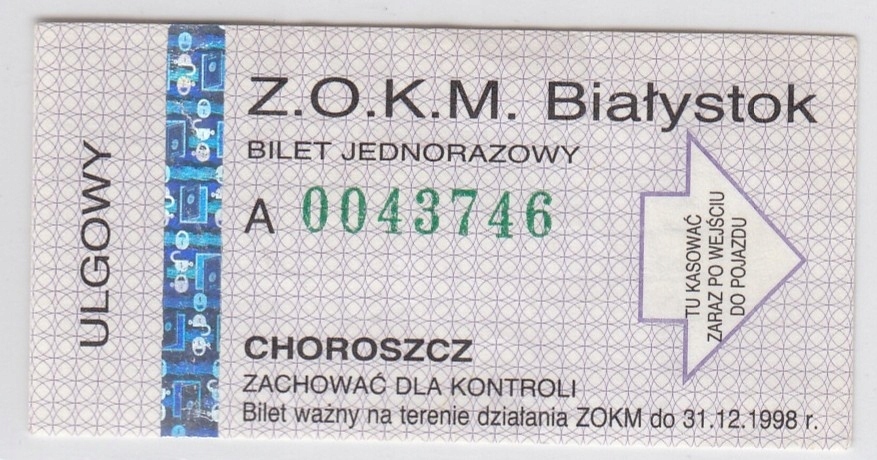 ULGOWY
Z.O.K.M. Białystok
BILET JEDNORAZOWY
A 0043746
TU KASOWAĆ
ZARAZ PO WEJŚCIU
DO POJAZDU
CHOROSZCZ
ZACHOWAĆ DLA KONTROLI
Bilet ważny na terenie działania ZOKM do 31.12.1998 r.